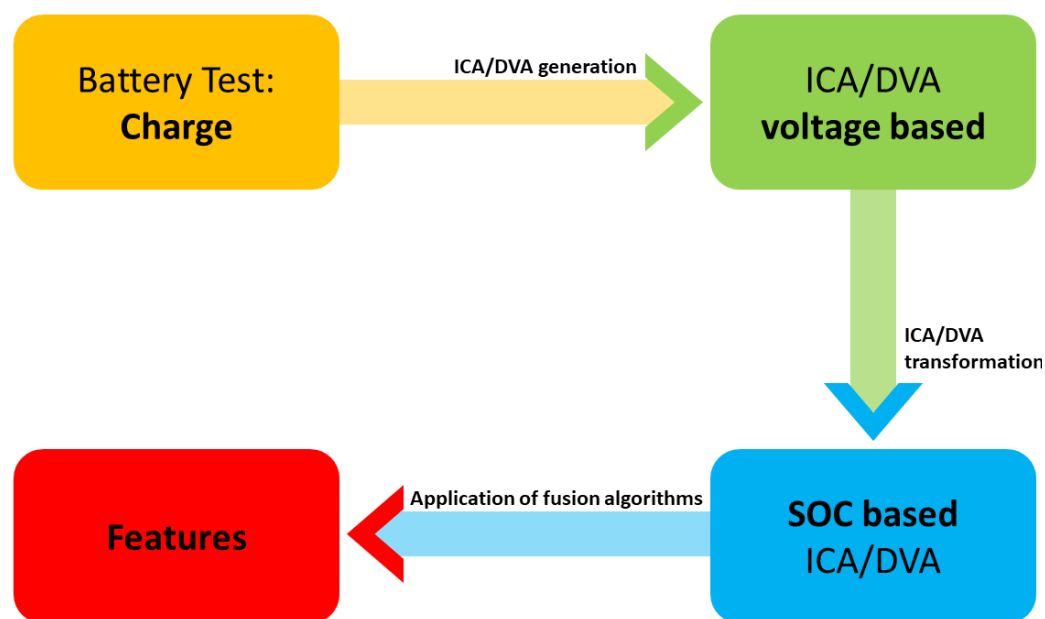 Battery Test:
Charge
ICA/DVA generation
ICA/DVA
voltage based
ICA/DVA
transformation
SOC based
ICA/DVA
Application of fusion algorithms
Features